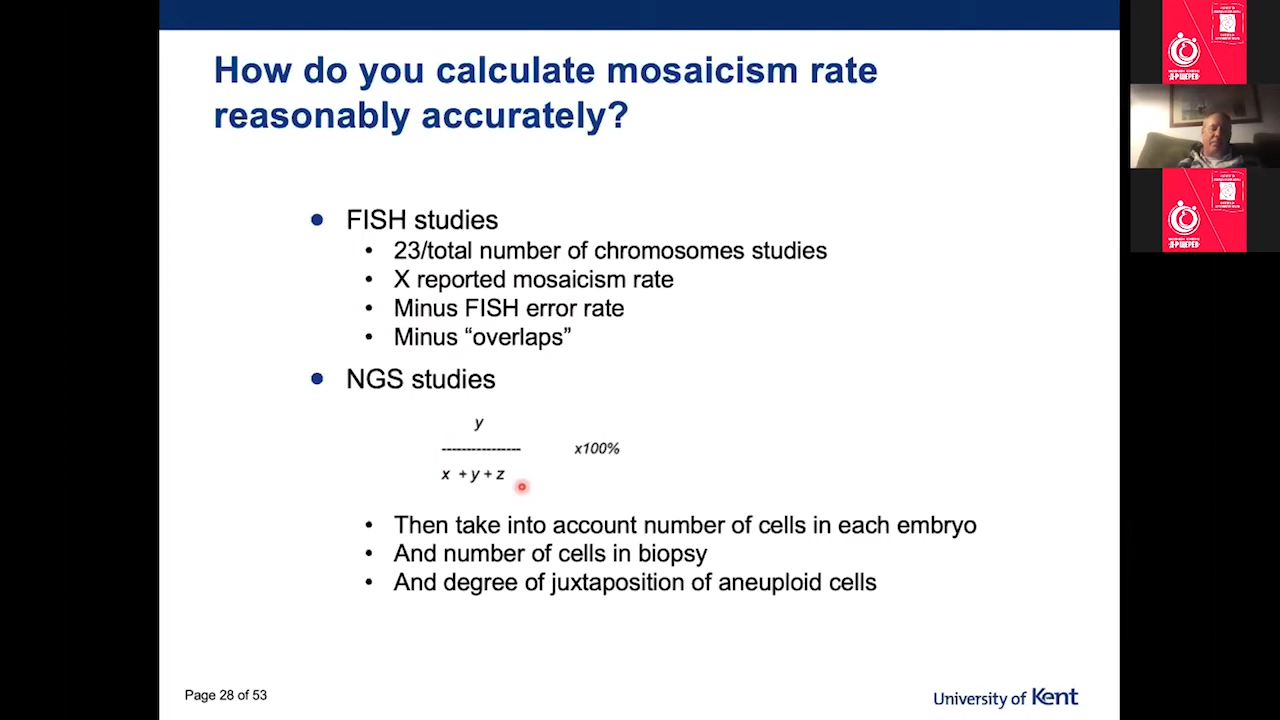 How do you calculate mosaicism rate
reasonably accurately?
FISH studies
23/total number of chromosomes studies
X reported mosaicism rate
Minus FISH error rate
Minus “overlaps”
NGS studies
y
----------------
x100%
x + y + z
Then take into account number of cells in each embryo
And number of cells in biopsy
And degree of juxtaposition of aneuploid cells
Page 28 of 53
University of Kent